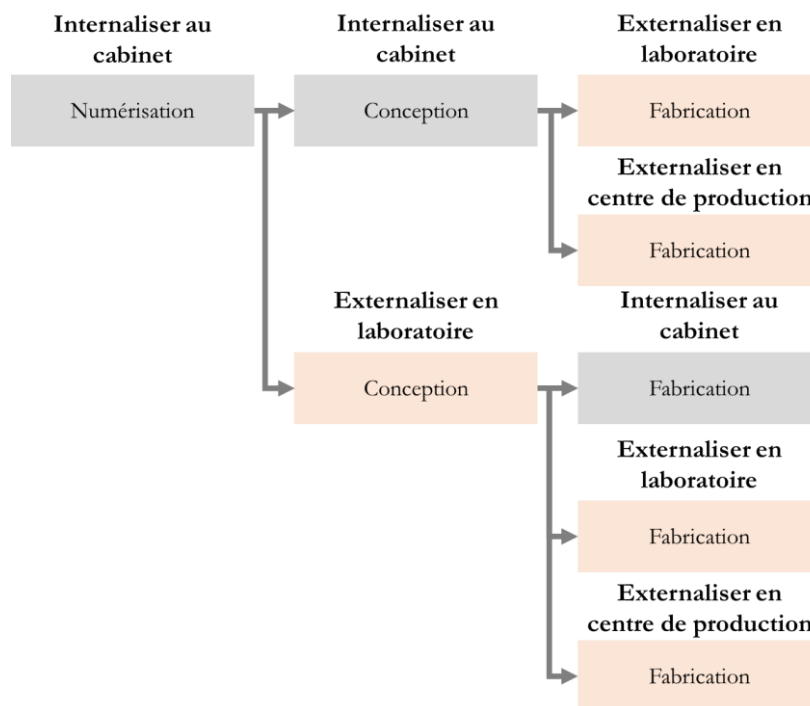 Internaliser au
cabinet
Numérisation
Internaliser au
cabinet
Conception
Externaliser en
laboratoire
Fabrication
Externaliser en
centre de production
Fabrication
Externaliser en
laboratoire
Conception
Internaliser au
cabinet
Fabrication
Externaliser en
laboratoire
Fabrication
Externaliser en
centre de production
Fabrication